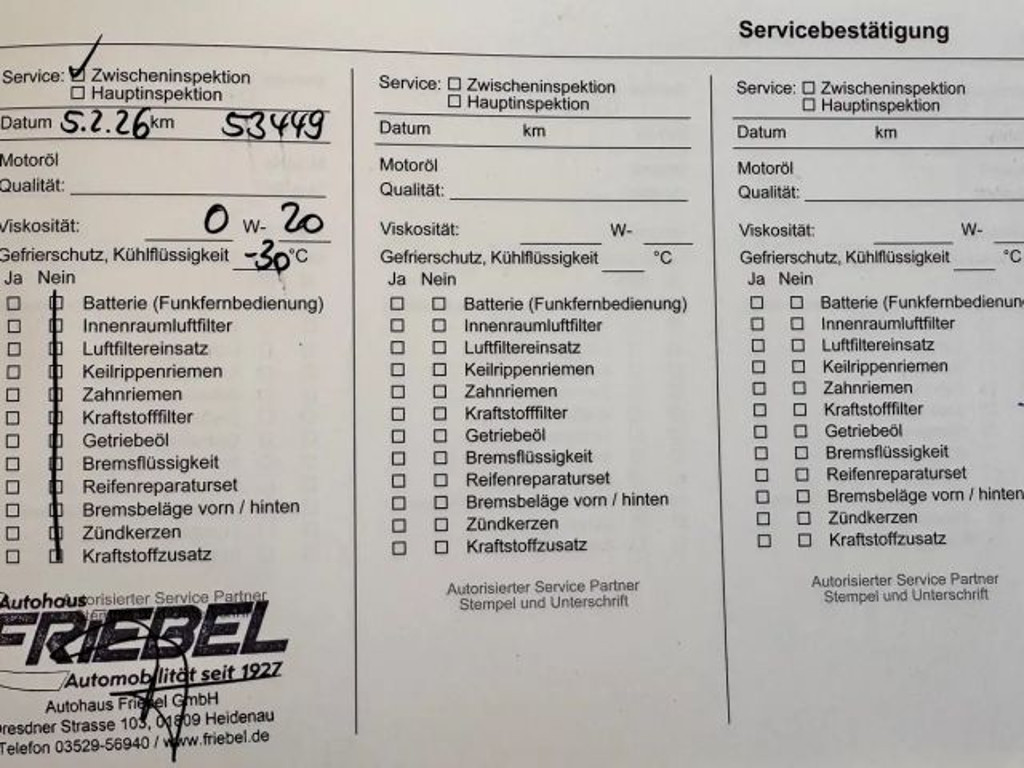 Servicebestätigung
Service: ☑ Zwischeninspektion
☐ Hauptinspektion
Datum 5.2.26 km 53449
Motoröl
Qualität:
Viskosität: 0 W- 20
Gefrierschutz, Kühlflüssigkeit -30 °C
Ja Nein
Batterie (Funkfernbedienung)
Innenraumluftfilter
Luftfiltereinsatz
Keilrippenriemen
Zahnriemen
Kraftstofffilter
Getriebeöl
Bremsflüssigkeit
Reifenreparaturset
Bremsbeläge vorn / hinten
Zündkerzen
Kraftstoffzusatz
Autorisierter Service Partner
Autohaus
FRIEBEL
Automobilität seit 1927
Autohaus Friebel GmbH
Dresdner Strasse 103, 01809 Heidenau
Telefon 03529-56940 / www.friebel.de
Service: ☐ Zwischeninspektion
☐ Hauptinspektion
Datum km
Motoröl
Qualität:
Viskosität: W-
Gefrierschutz, Kühlflüssigkeit °C
Ja Nein
Batterie (Funkfernbedienung)
Innenraumluftfilter
Luftfiltereinsatz
Keilrippenriemen
Zahnriemen
Kraftstofffilter
Getriebeöl
Bremsflüssigkeit
Reifenreparaturset
Bremsbeläge vorn / hinten
Zündkerzen
Kraftstoffzusatz
Autorisierter Service Partner
Stempel und Unterschrift
Service: ☐ Zwischeninspektion
☐ Hauptinspektion
Datum km
Motoröl
Qualität:
Viskosität: W-
Gefrierschutz, Kühlflüssigkeit °C
Ja Nein
Batterie (Funkfernbedienun
Innenraumluftfilter
Luftfiltereinsatz
Keilrippenriemen
Zahnriemen
Kraftstofffilter
Getriebeöl
Bremsflüssigkeit
Reifenreparaturset
Bremsbeläge vorn / hinten
Zündkerzen
Kraftstoffzusatz
Autorisierter Service Partner
Stempel und Unterschrift